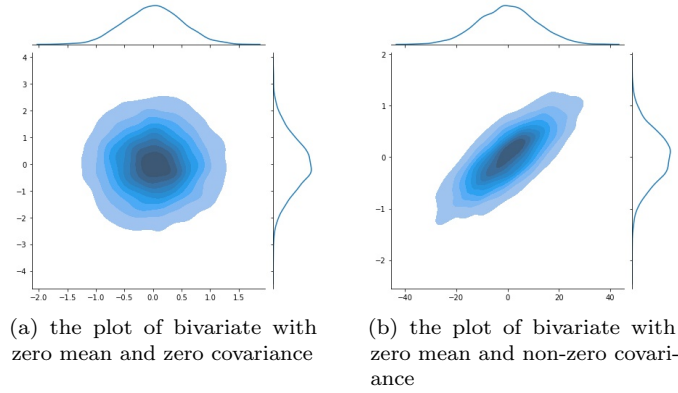 4
3
2
1
0
−1
−2
−3
−4
−2.0 −1.5 −1.0 −0.5 0.0 0.5 1.0 1.5
2
1
0
−1
−2
−40 −20 0 20 40
(a) the plot of bivariate with
zero mean and zero covariance
(b) the plot of bivariate with
zero mean and non-zero covari-
ance